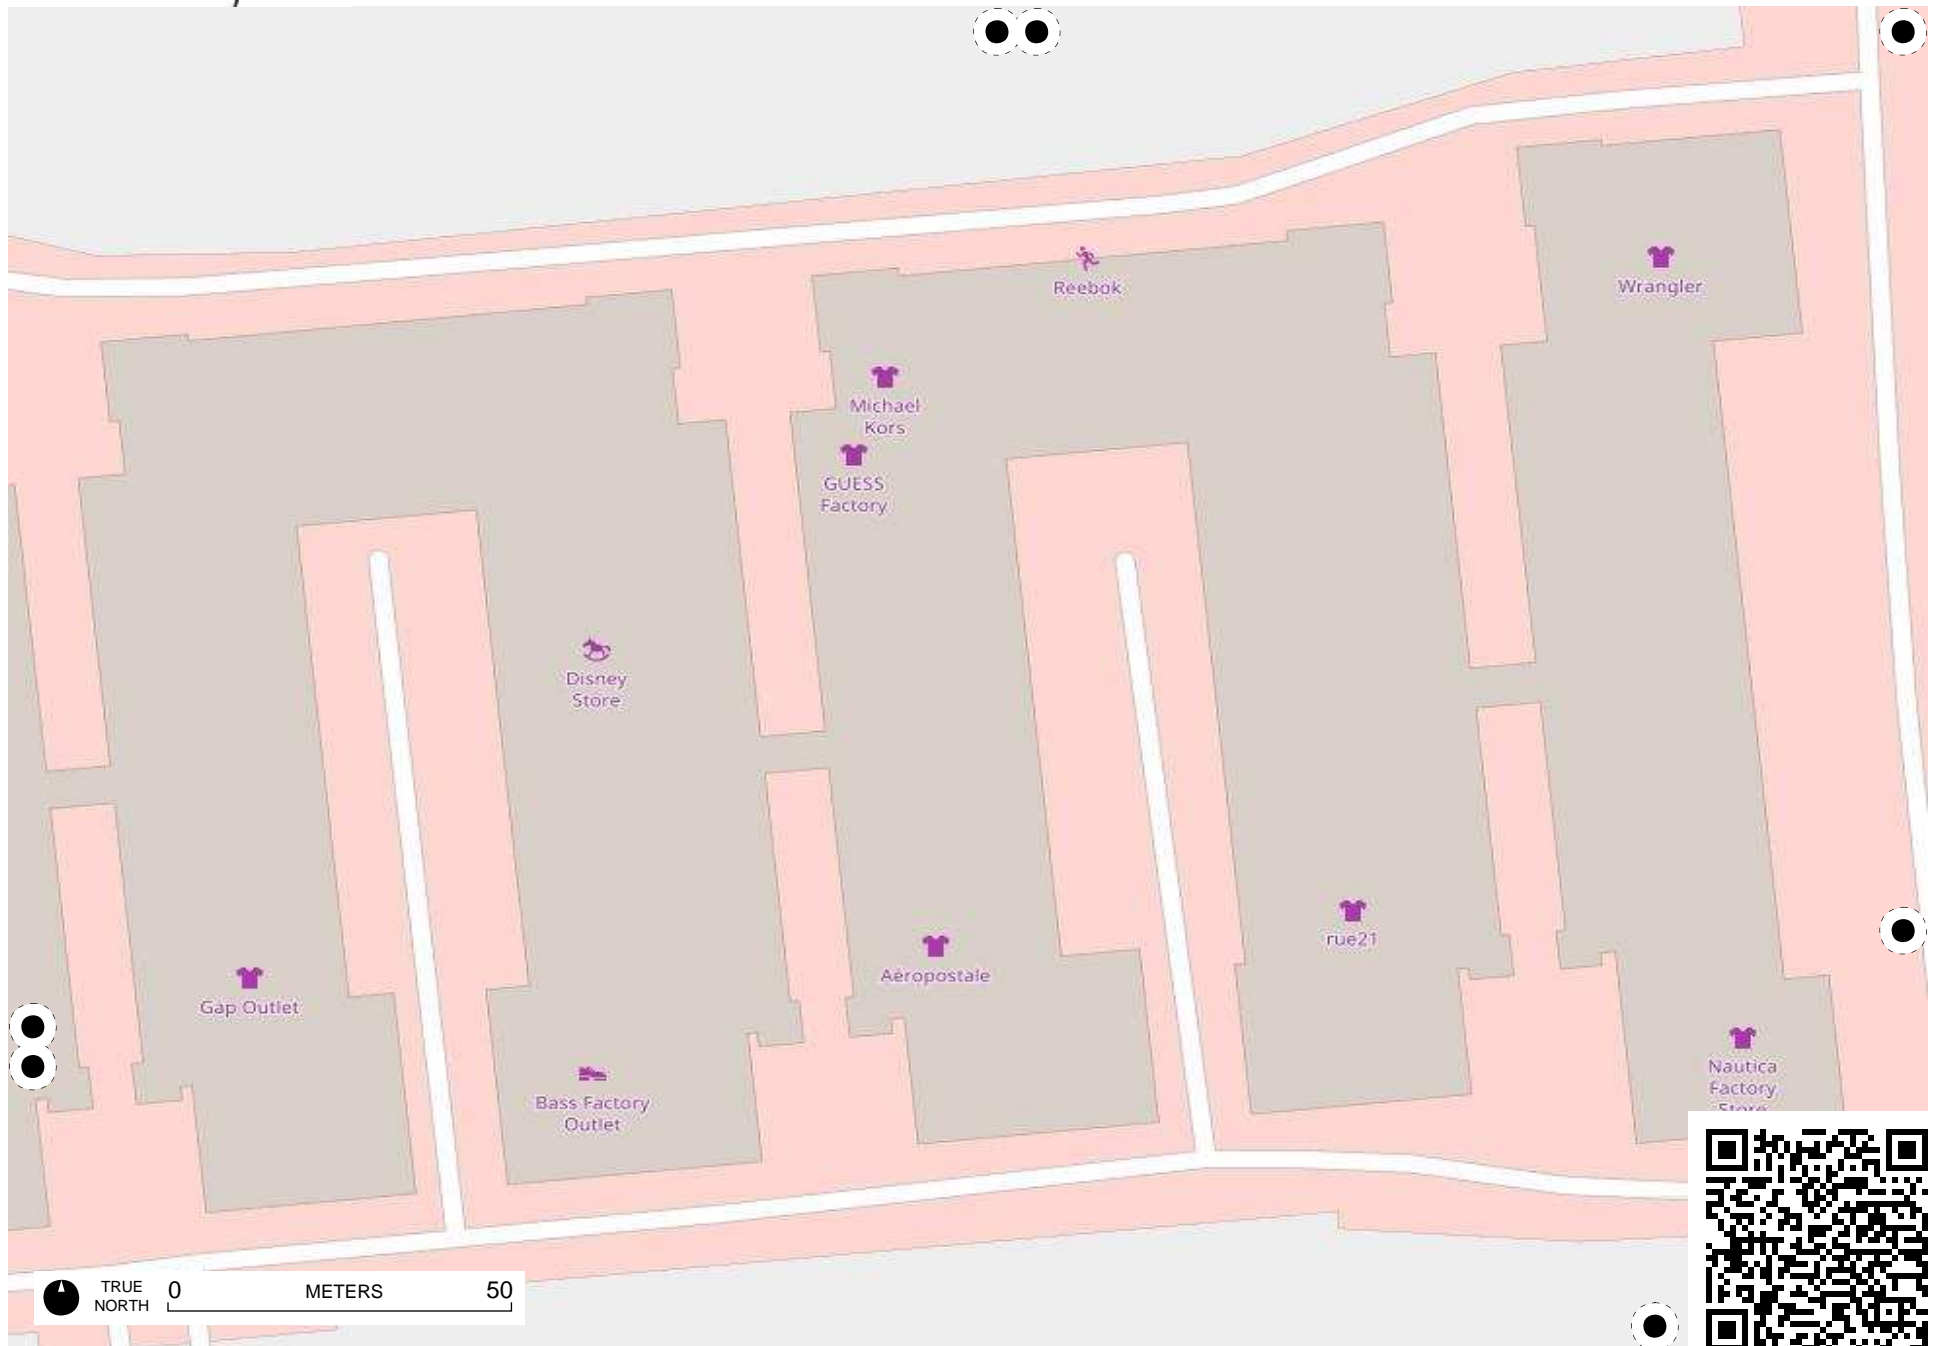 Reebok
Wrangler
Michael
Kors
GUESS
Factory
Disney
Store
rue21
Aéropostale
Gap Outlet
Nautica
Factory
Store
Bass Factory
Outlet
TRUE
NORTH
0 METERS 50